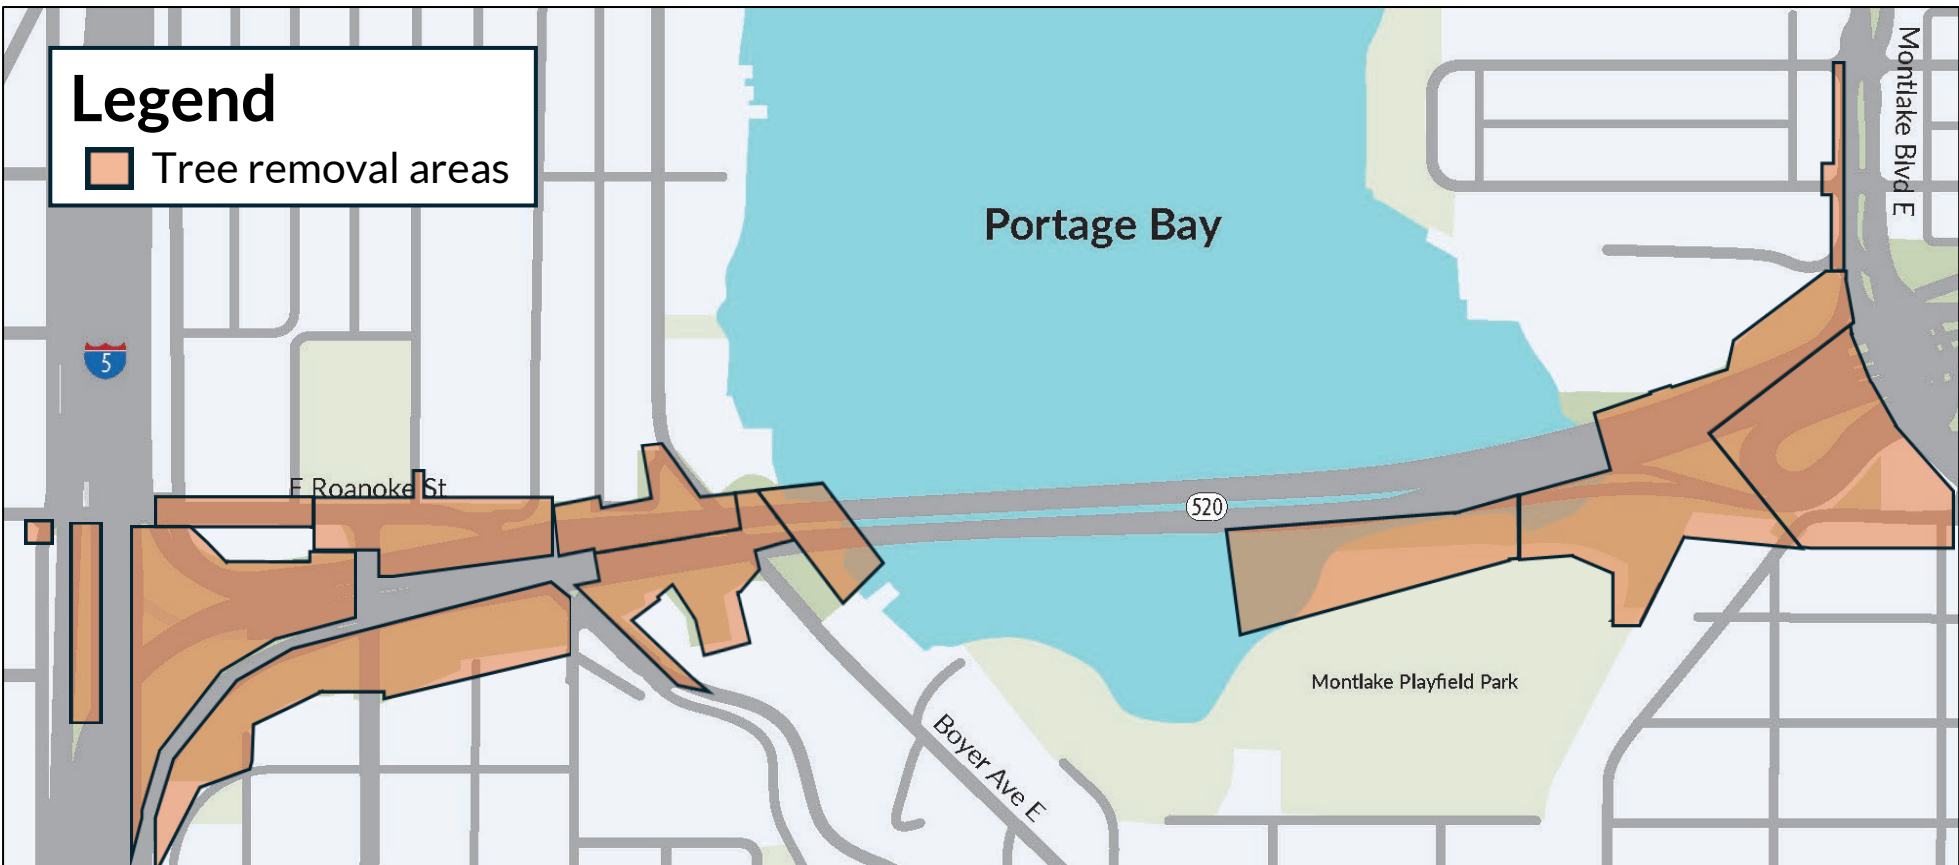 Legend
Tree removal areas
Montlake Blvd E
Portage Bay
5
E Roanoke St
520
Montlake Playfield Park
Boyer Ave E